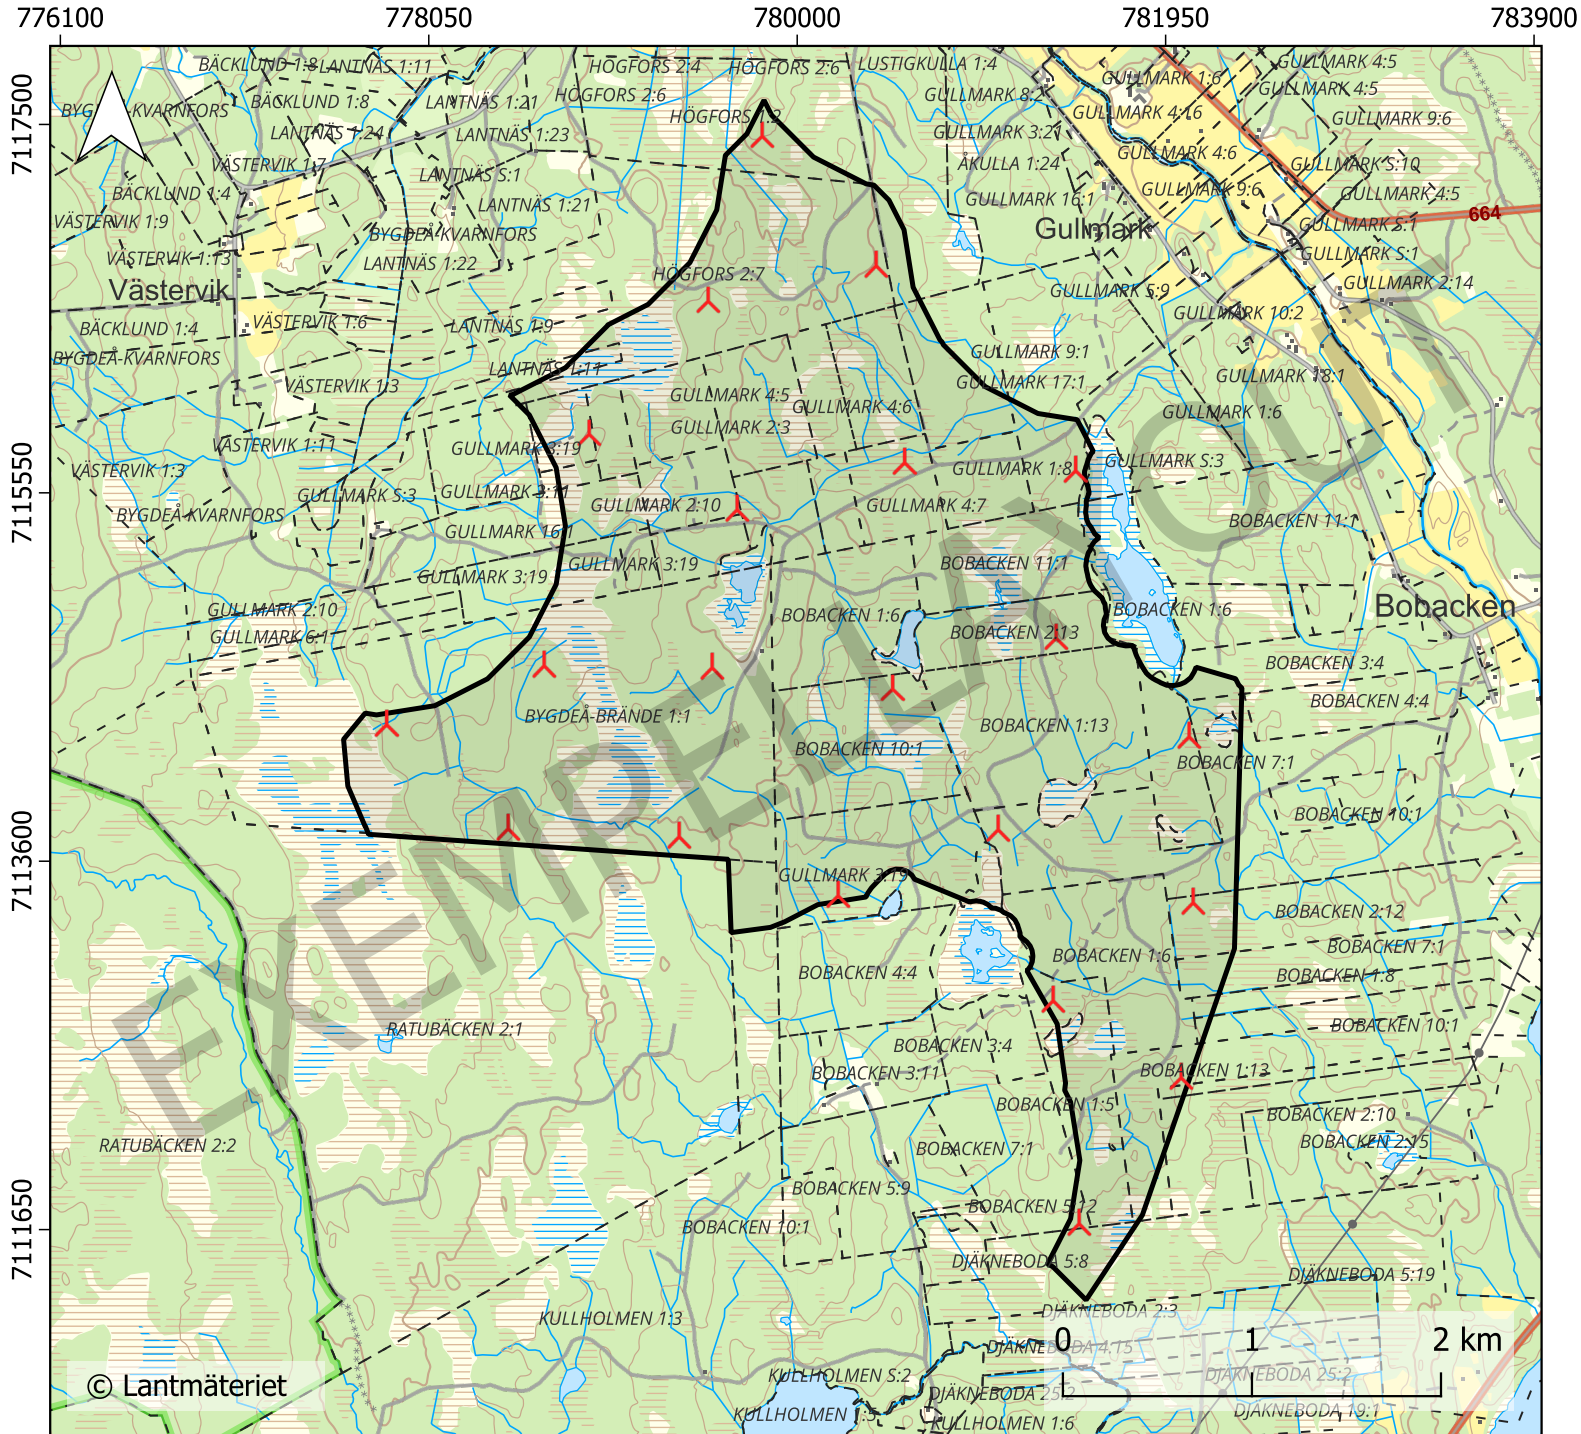 776100
778050
780000
781950
783900
7117500
7115550
7113600
7111650
BÄCKLUND 1:8
LANTNÄS 1:11
HÖGFORS 2:4
HÖGFORS 2:6
LUSTIGKULLA 1:4
GULLMARK 1:6
GULLMARK 4:5
HÖGFORS 2:6
GULLMARK 4:5
BÄCKLUND 1:8
LANTNÄS 1:21
BYGDEÅ-KVARNFORS
HÖGFORS 1:2
GULLMARK 8:2
GULLMARK 4:16
GULLMARK 9:6
LANTNÄS 1:24
LANTNÄS 1:23
GULLMARK 3:21
GULLMARK 4:6
VÄSTERVIK 1:7
LANTNÄS S:1
ÅKULLA 1:24
GULLMARK S:10
BÄCKLUND 1:4
LANTNÄS 1:21
GULLMARK 16:1
GULLMARK 9:6
GULLMARK 4:5
VÄSTERVIK 1:9
664
Gullmark
GULLMARK S:1
BYGDEÅ-KVARNFORS
VÄSTERVIK 1:13
LANTNÄS 1:22
GULLMARK S:1
HÖGFORS 2:7
GULLMARK 5:9
GULLMARK 2:14
Västervik
GULLMARK 10:2
BÄCKLUND 1:4
VÄSTERVIK 1:6
LANTNÄS 1:9
BYGDEÅ-KVARNFORS
GULLMARK 9:1
LANTNÄS 1:11
GULLMARK 17:1
GULLMARK 18:1
VÄSTERVIK 1:3
GULLMARK 4:5
GULLMARK 4:6
GULLMARK 1:6
GULLMARK 2:3
VÄSTERVIK 1:11
GULLMARK 3:19
GULLMARK 1:8
GULLMARK S:3
VÄSTERVIK 1:3
GULLMARK S:3
GULLMARK 3:11
GULLMARK 2:10
GULLMARK 4:7
BYGDEÅ-KVARNFORS
BOBACKEN 11:1
GULLMARK 16
GULLMARK 3:19
GULLMARK 3:19
BOBACKEN 11:1
GULLMARK 2:10
BOBACKEN 1:6
BOBACKEN 1:6
Bobacken
GULLMARK 6:1
BOBACKEN 2:13
BOBACKEN 3:4
BOBACKEN 4:4
BYGDEÅ-BRÄNDE 1:1
BOBACKEN 1:13
BOBACKEN 10:1
BOBACKEN 7:1
BOBACKEN 10:1
GULLMARK 3:19
BOBACKEN 2:12
BOBACKEN 7:1
BOBACKEN 1:6
BOBACKEN 4:4
BOBACKEN 1:8
RATUBÄCKEN 2:1
BOBACKEN 10:1
BOBACKEN 3:4
BOBACKEN 3:11
BOBACKEN 1:13
BOBACKEN 1:5
BOBACKEN 2:10
RATUBÄCKEN 2:2
BOBACKEN 7:1
BOBACKEN 2:15
BOBACKEN 5:9
BOBACKEN 5:12
BOBACKEN 10:1
DJÄKNEBODA 5:8
DJÄKNEBODA 5:19
DJÄKNEBODA 2:3
KULLHOLMEN 1:3
DJÄKNEBODA 4:15
KULLHOLMEN S:2
DJÄKNEBODA 25:2
DJÄKNEBODA 25:2
KULLHOLMEN 1:5
KULLHOLMEN 1:6
DJÄKNEBODA 19:1
0 1 2 km
© Lantmäteriet
EXEMPELLAYOUT